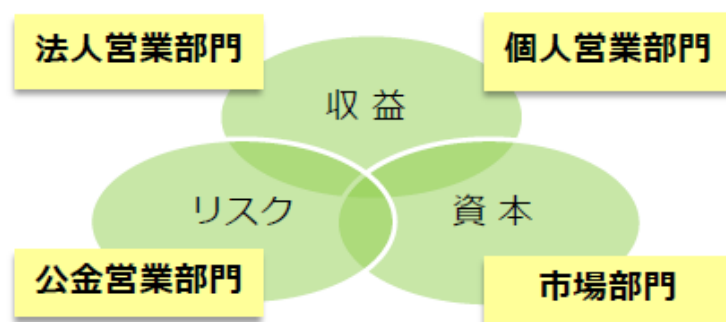 法人営業部門
個人営業部門
収益
リスク
資本
公金営業部門
市場部門